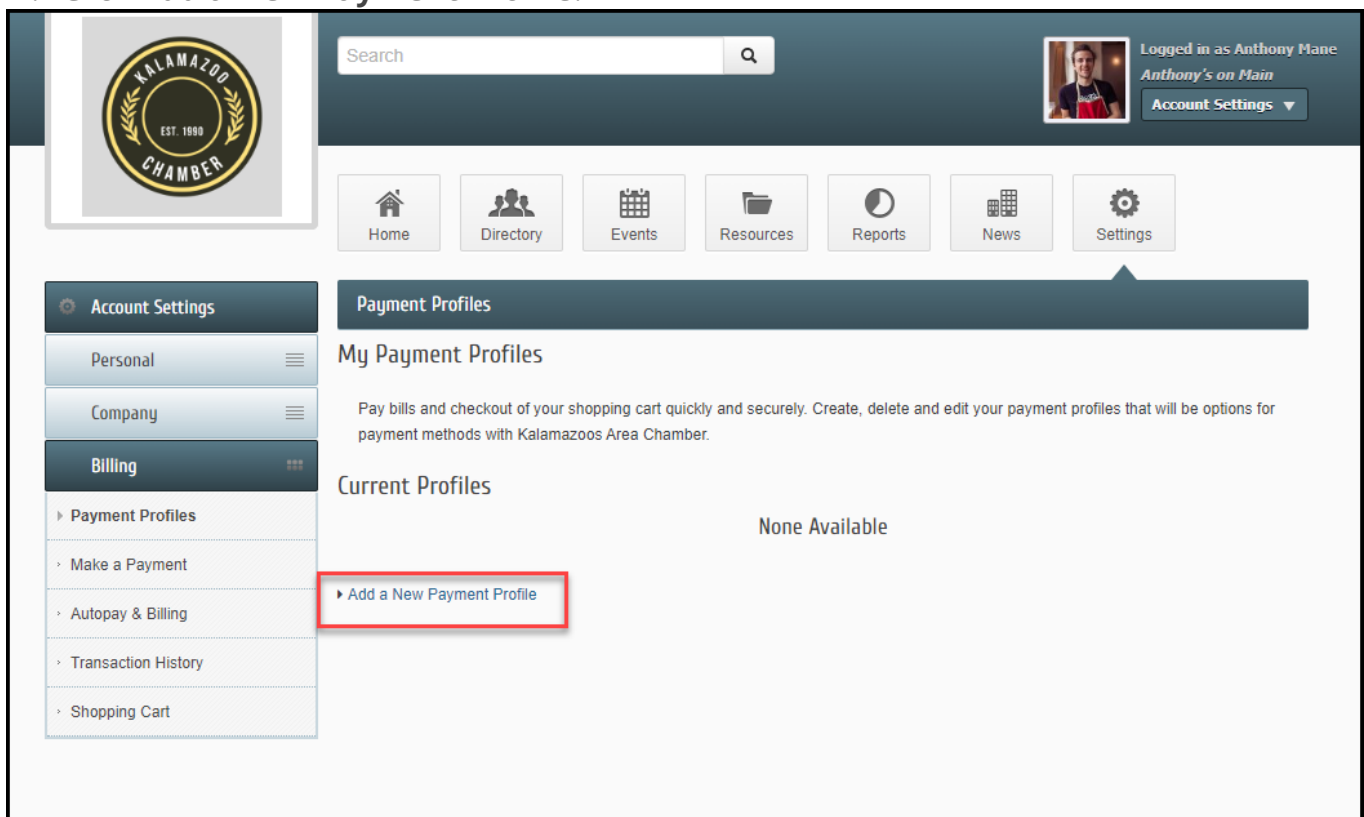 KALAMAZOO
EST. 1990
CHAMBER
Search
Logged in as Anthony Mane
Anthony's on Main
Account Settings
Home
Directory
Events
Resources
Reports
News
Settings
Account Settings
Personal
Company
Billing
Payment Profiles
Make a Payment
Autopay & Billing
Transaction History
Shopping Cart
Payment Profiles
My Payment Profiles
Pay bills and checkout of your shopping cart quickly and securely. Create, delete and edit your payment profiles that will be options for
payment methods with Kalamazoos Area Chamber.
Current Profiles
None Available
Add a New Payment Profile